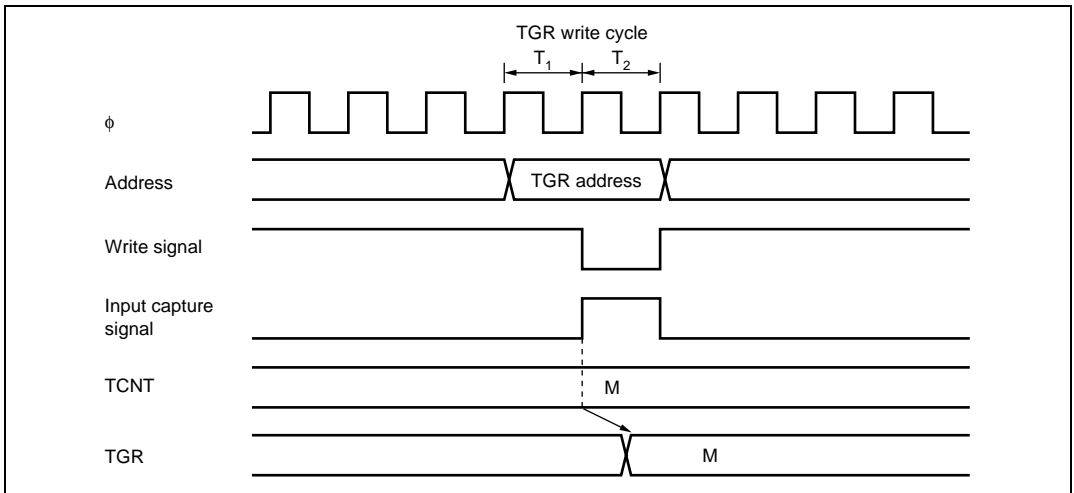 TGR write cycle
T1 T2
φ
Address
TGR address
Write signal
Input capture
signal
TCNT
M
TGR
M